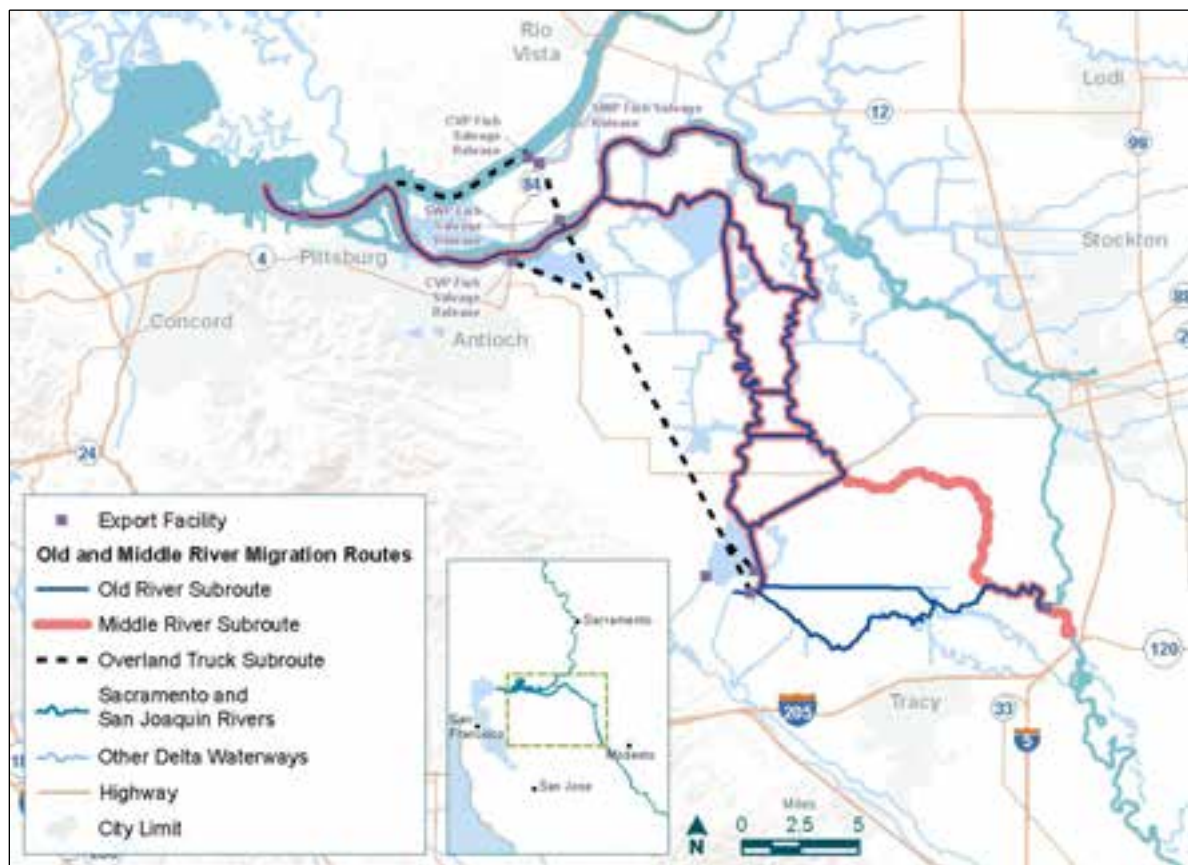 Rio
Vista
Lodi
CVP Fish
Salvage
Release
SWP Fish Salvage
Release
12
99
84
SWP Fish
Salvage
Release
Stockton
4
Pittsburg
CVP Fish
Salvage
Release
88
Concord
Antioch
24
Export Facility
Old and Middle River Migration Routes
Old River Subroute
Middle River Subroute
Overland Truck Subroute
Sacramento and
San Joaquin Rivers
Other Delta Waterways
Highway
City Limit
Sacramento
San
Francisco
Modesto
San Jose
120
Tracy
205
33
5
N
Miles
0 2.5 5